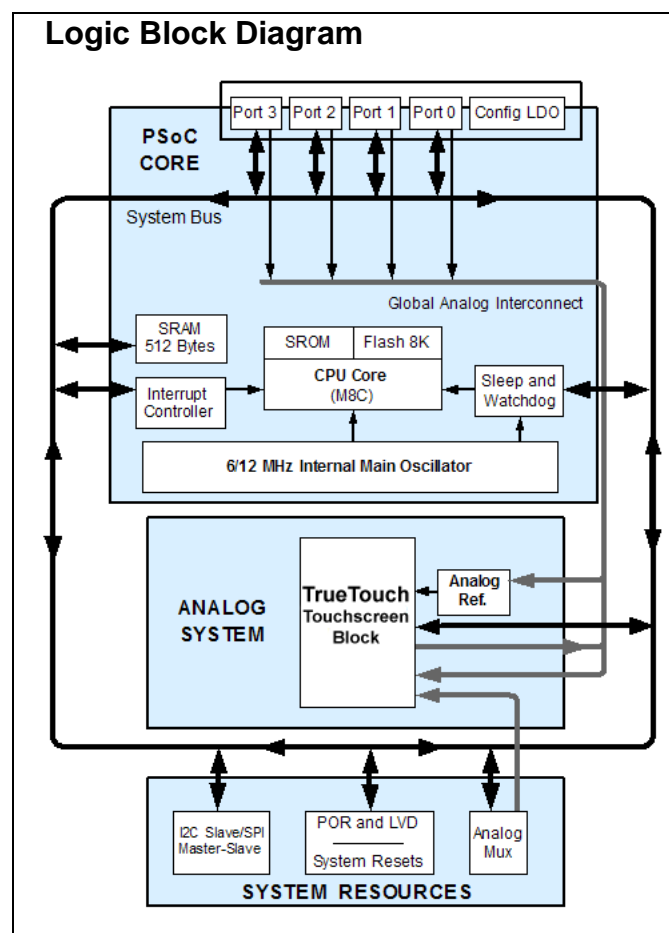 Logic Block Diagram
Port 3
Port 2
Port 1
Port 0
Config LDO
PSoC
CORE
System Bus
Global Analog Interconnect
SRAM
512 Bytes
SROM
Flash 8K
CPU Core
(M8C)
Interrupt
Controller
Sleep and
Watchdog
6/12 MHz Internal Main Oscillator
ANALOG
SYSTEM
TrueTouch
Touchscreen
Block
Analog
Ref.
I2C Slave/SPI
Master-Slave
POR and LVD
System Resets
Analog
Mux
SYSTEM RESOURCES